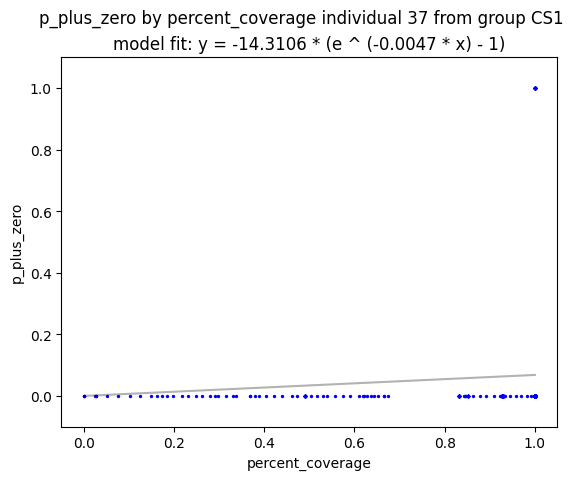 p_plus_zero by percent_coverage individual 37 from group CS1
model fit: y = -14.3106 * (e ^ (-0.0047 * x) - 1)
1.0
0.8
0.6
0.4
0.2
0.0
p_plus_zero
0.0 0.2 0.4 0.6 0.8 1.0
percent_coverage